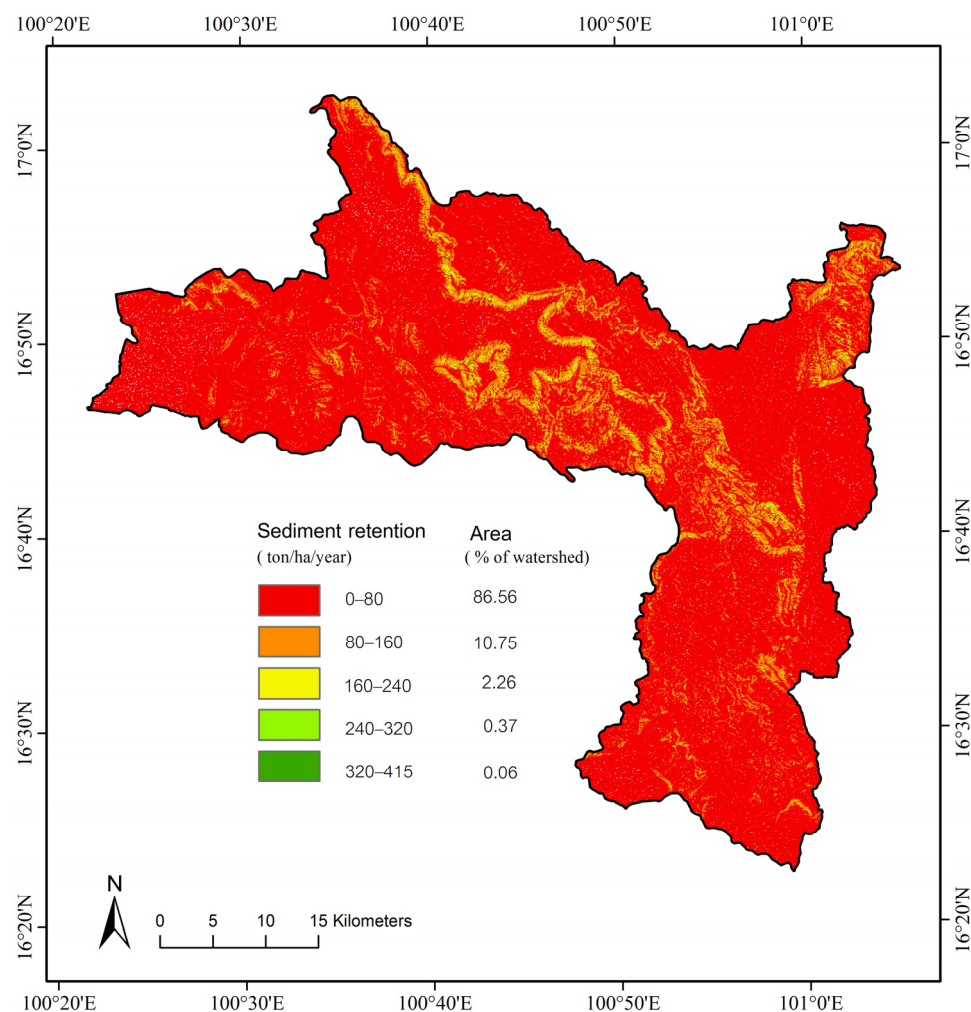 100°20'E 100°30'E 100°40'E 100°50'E 101°0'E
17°0'N 17°0'N
16°50'N 16°50'N
16°40'N 16°40'N
Sediment retention Area
( ton/ha/year) ( % of watershed)
0–80 86.56
80–160 10.75
160–240 2.26
240–320 0.37
320–415 0.06
16°30'N 16°30'N
N
0 5 10 15 Kilometers
16°20'N 16°20'N
100°20'E 100°30'E 100°40'E 100°50'E 101°0'E